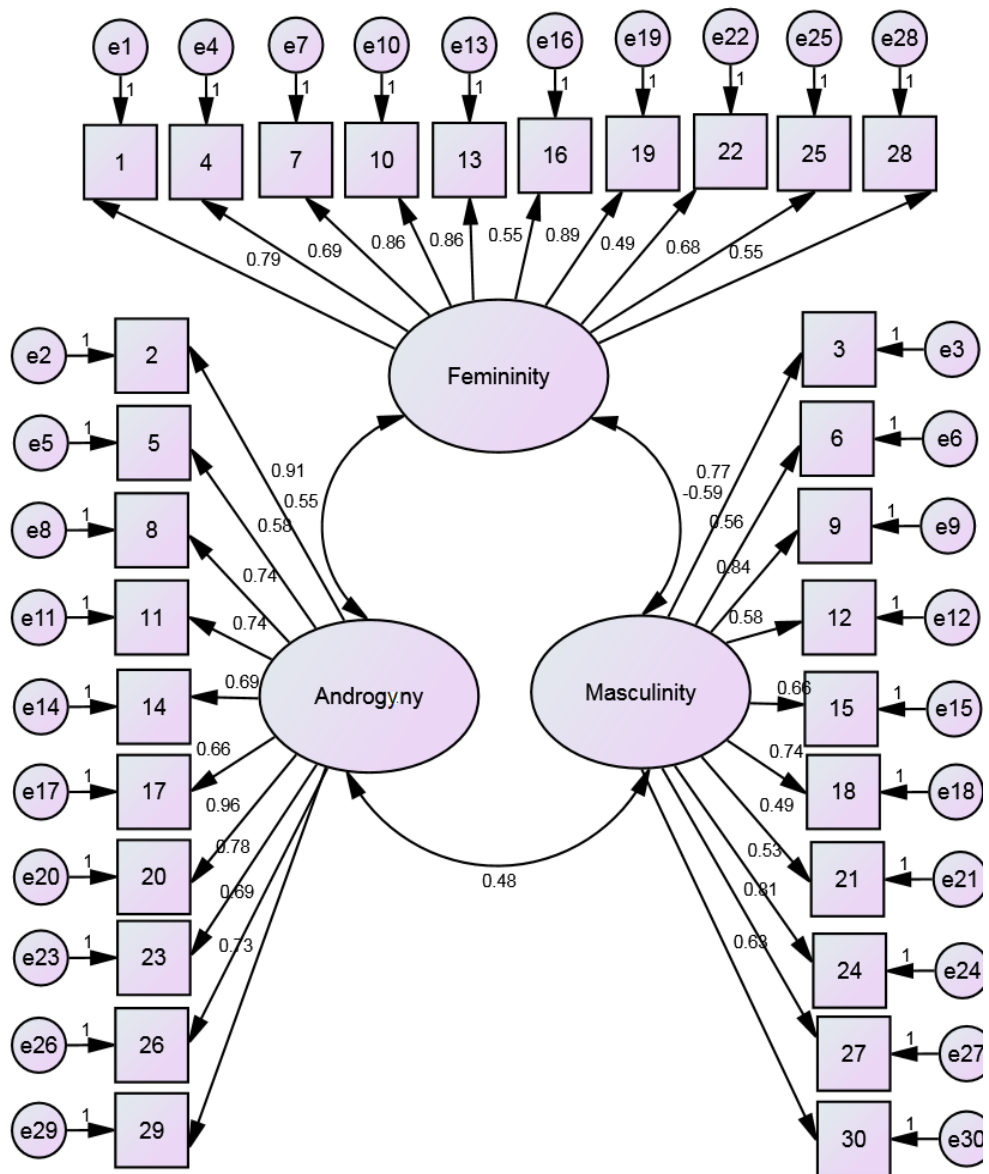 e1 e4 e7 e10 e13 e16 e19 e22 e25 e28
1 1 1 1 1 1 1 1 1 1
1 4 7 10 13 16 19 22 25 28
0.79 0.69 0.86 0.86 0.55 0.89 0.49 0.68 0.55
Femininity
e2 1 2
e5 1 5
e8 1 8
e11 1 11
e14 1 14
e17 1 17
e20 1 20
e23 1 23
e26 1 26
e29 1 29
0.91
0.55
0.58
0.74
0.74
0.69
0.66
0.96
0.78
0.69
0.73
Androgy.ny
0.48
Masculinity
0.77
-0.59
0.56
0.84
0.58
0.66
0.74
0.49
0.53
0.81
0.63
3 1 e3
6 1 e6
9 1 e9
12 1 e12
15 1 e15
18 1 e18
21 1 e21
24 1 e24
27 1 e27
30 1 e30